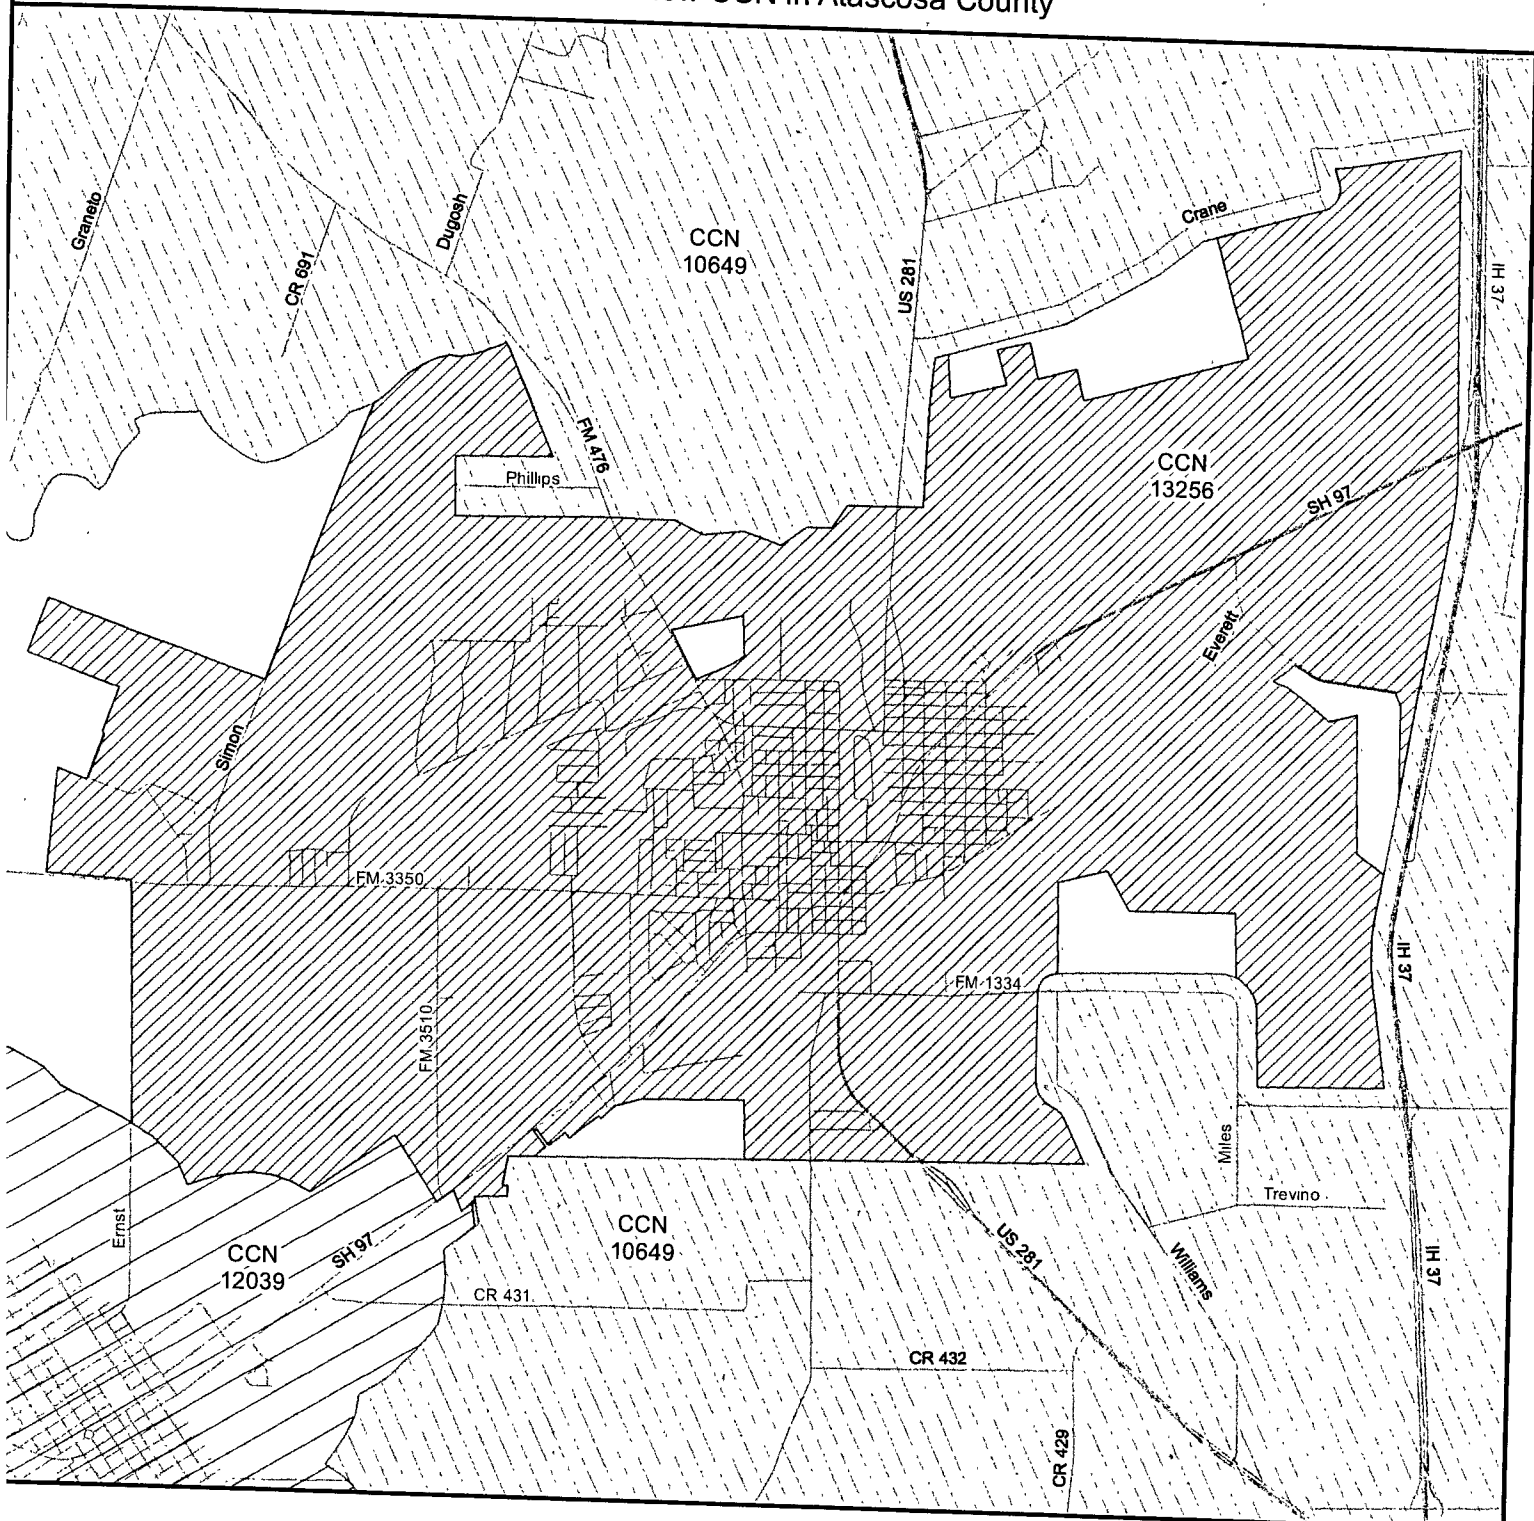 CCN in Atascosa County
Graneto
CR 691
Dugosh
CCN
10649
US 281
Crane
IH 37
FM 476
Phillips
CCN
13256
SH 97
Everett
Simon
FM 3350
FM 3510
FM 1334
IH 37
Miles
Trevino
Ernst
CCN
12039
SH 97
CCN
10649
CR 431
US 281
Williams
IH 37
CR 432
CR 429